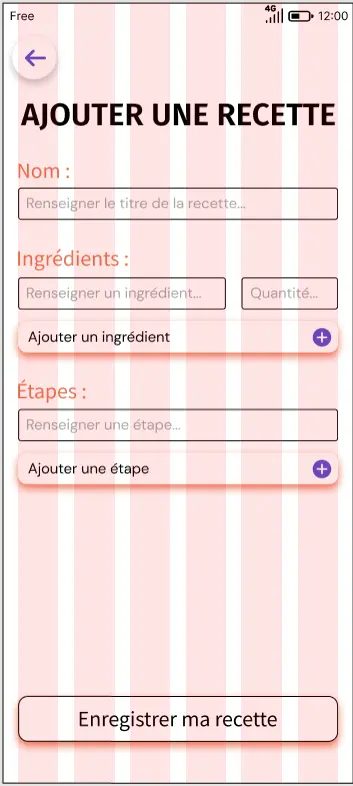 Free 4G 12:00
AJOUTER UNE RECETTE
Nom :
Renseigner le titre de la recette...
Ingrédients :
Renseigner un ingrédient... Quantité...
Ajouter un ingrédient
Étapes :
Renseigner une étape...
Ajouter une étape
Enregistrer ma recette